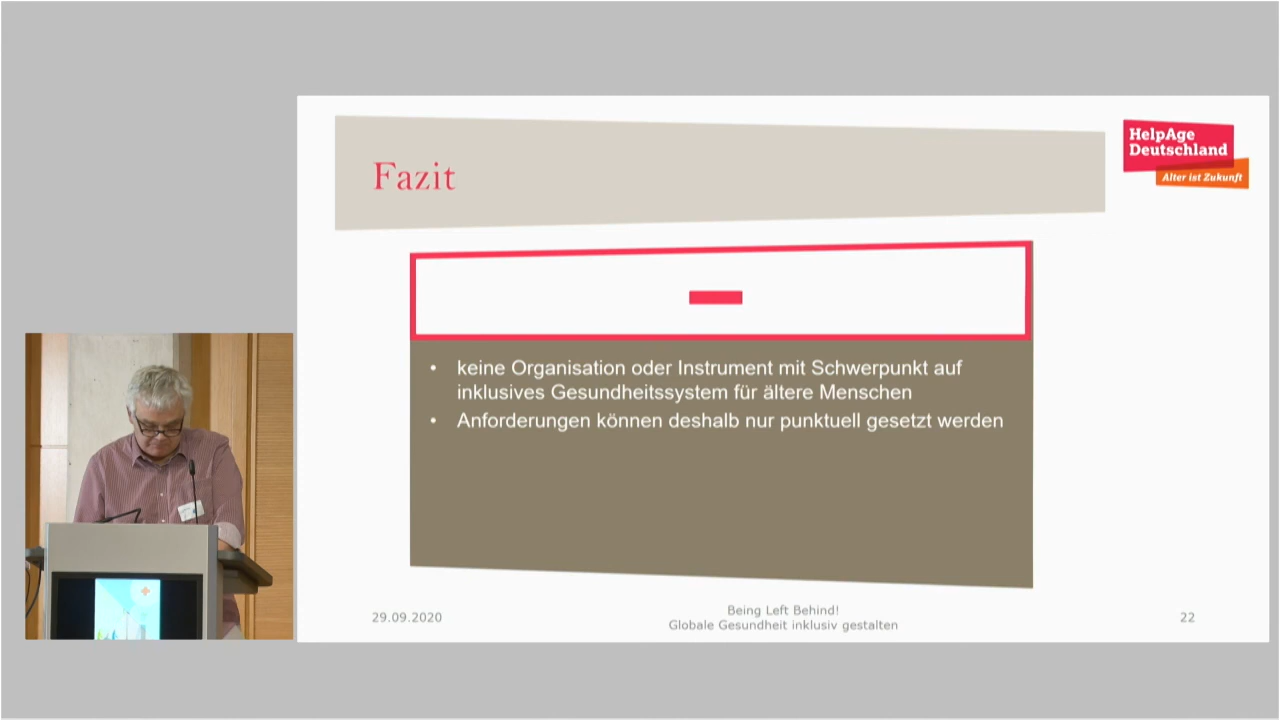 Fazit
HelpAge
Deutschland
Alter ist Zukunft
• keine Organisation oder Instrument mit Schwerpunkt auf
inklusives Gesundheitssystem für ältere Menschen
• Anforderungen können deshalb nur punktuell gesetzt werden
29.09.2020
Being Left Behind!
Globale Gesundheit inklusiv gestalten
22